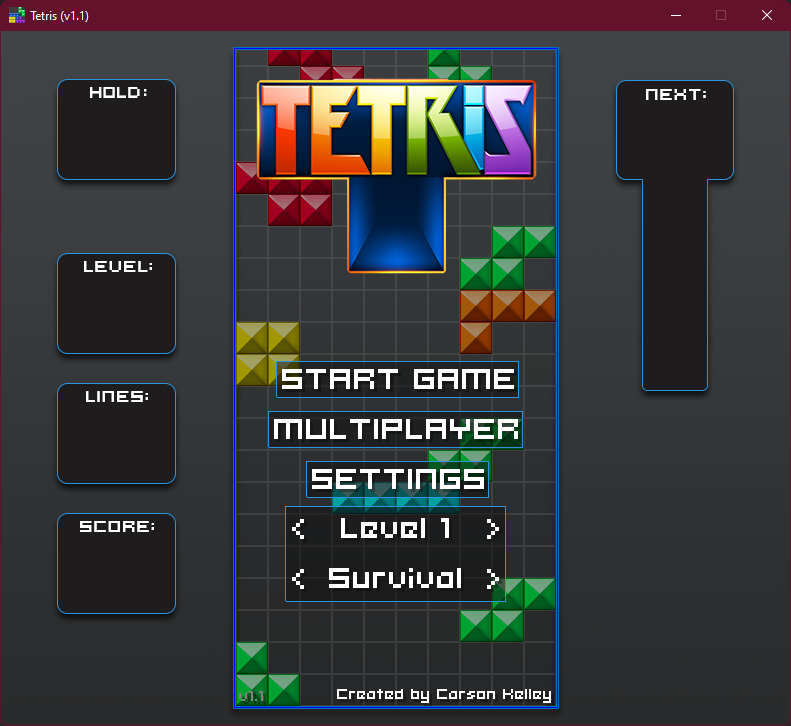 Tetris (v1.1)
HOLD:
NEXT:
TETRiS
LEVEL:
LINES:
SCORE:
START GAME
MULTIPLAYER
SETTINGS
< Level 1 >
< Survival >
v1.1
Created by Carson Kelley